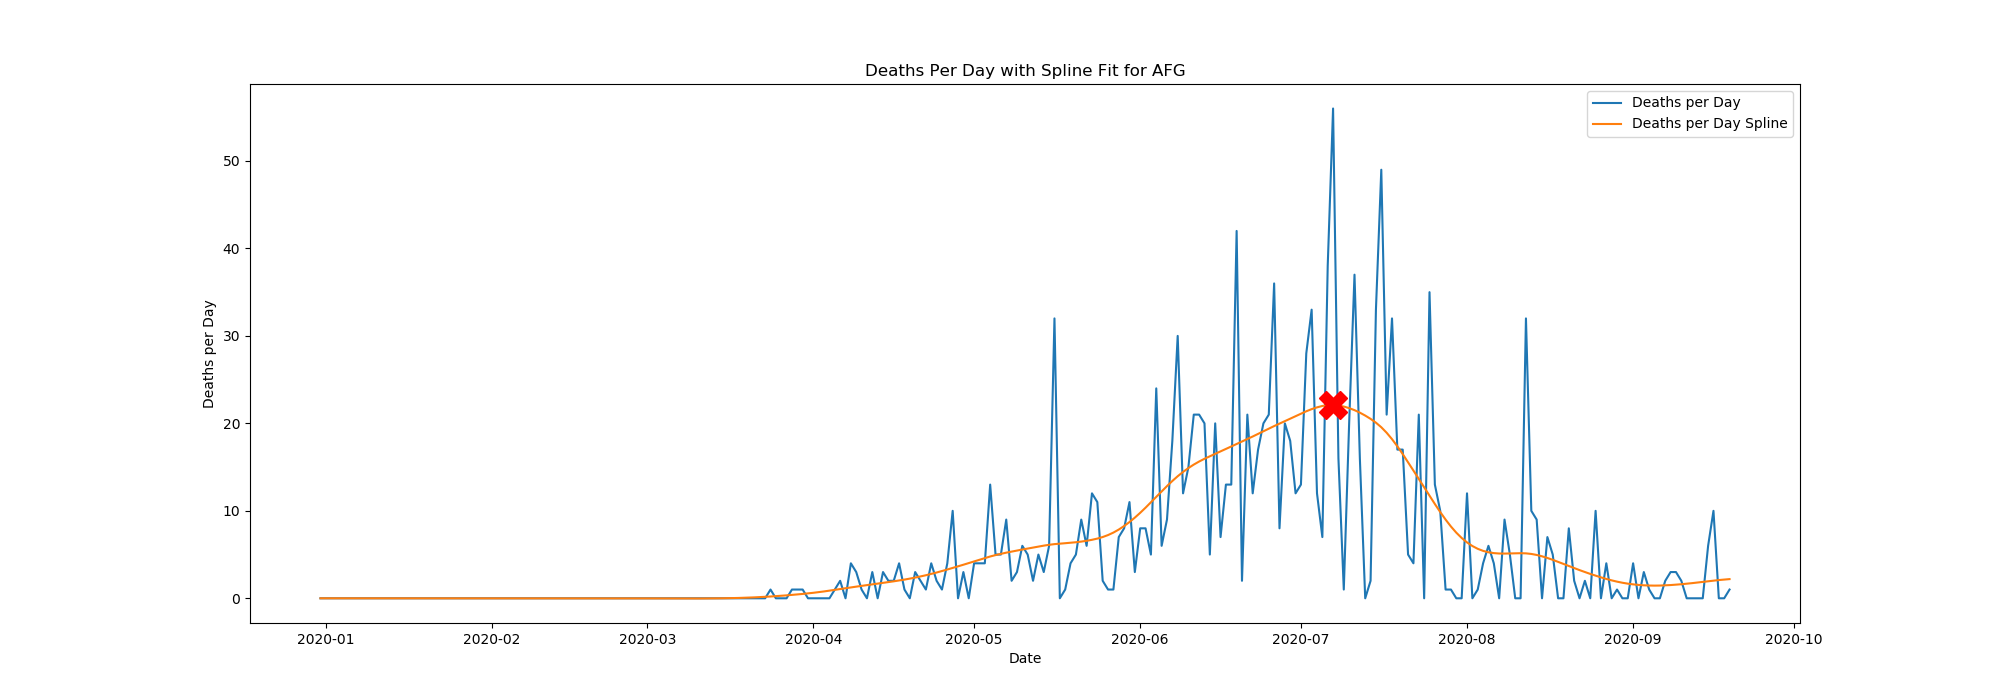 Deaths Per Day with Spline Fit for AFG
Deaths per Day
Deaths per Day Spline
50
40
30
20
10
0
Deaths per Day
2020-01 2020-02 2020-03 2020-04 2020-05 2020-06 2020-07 2020-08 2020-09 2020-10
Date